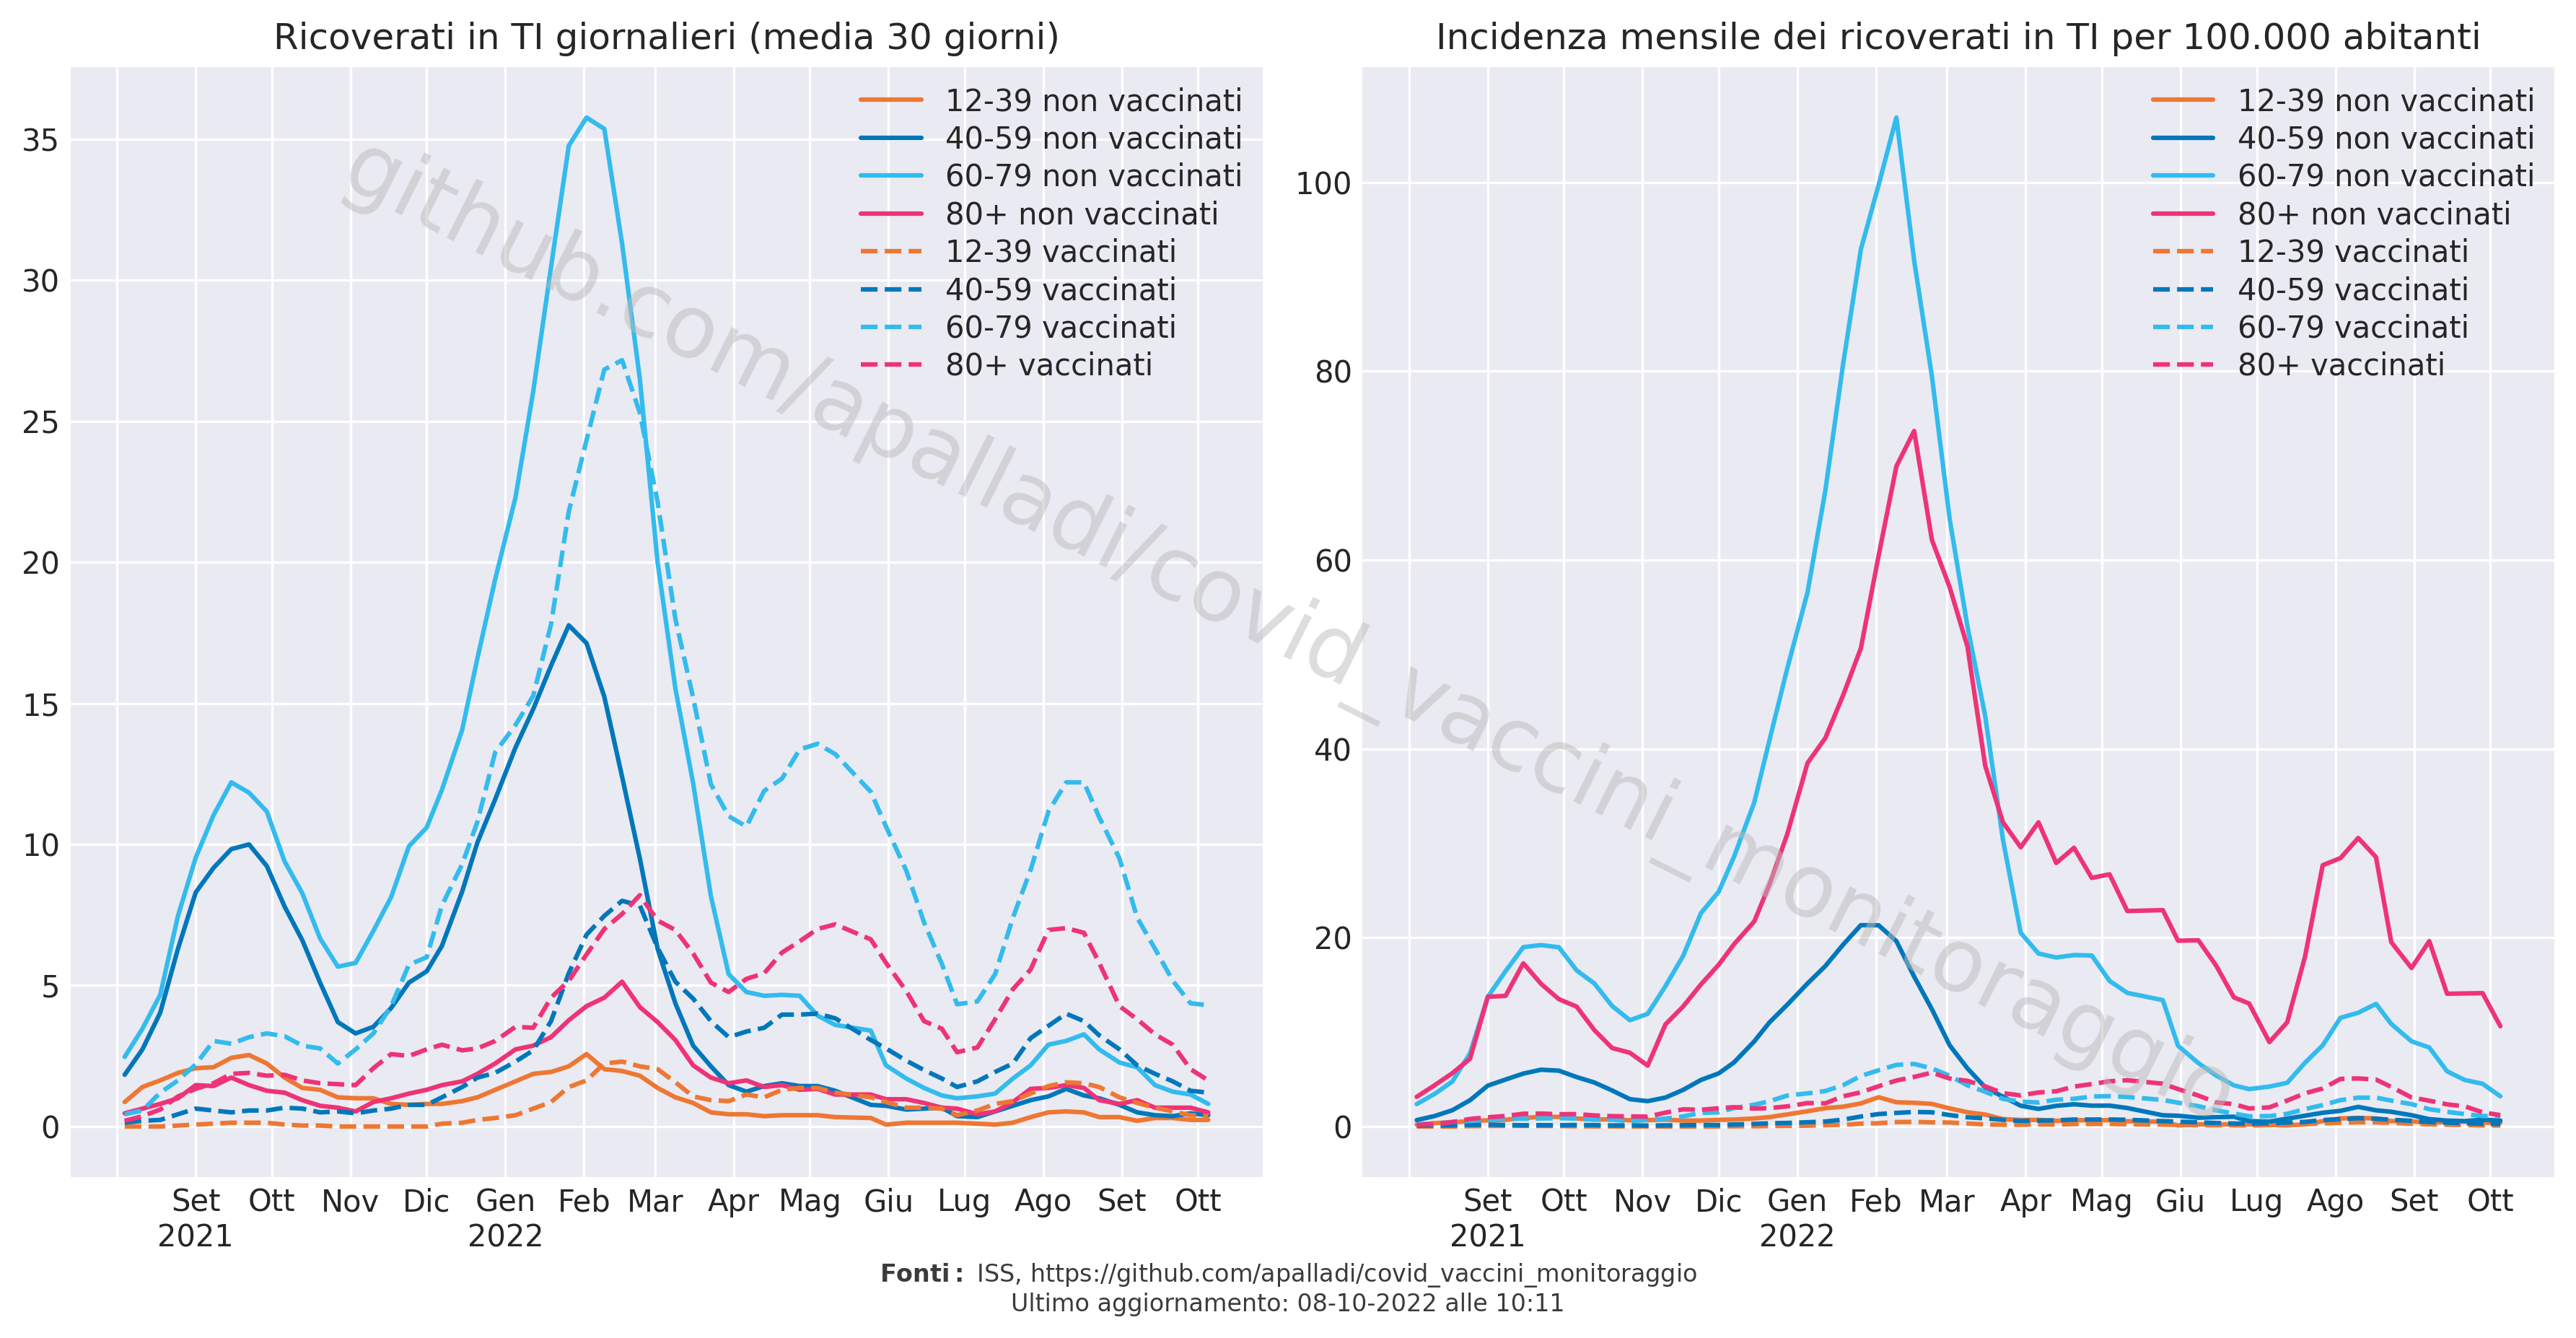 Ricoverati in TI giornalieri (media 30 giorni)
35
30
25
20
15
10
5
0
12-39 non vaccinati
40-59 non vaccinati
60-79 non vaccinati
80+ non vaccinati
12-39 vaccinati
40-59 vaccinati
60-79 vaccinati
80+ vaccinati
Set Ott Nov Dic Gen Feb Mar Apr Mag Giu Lug Ago Set Ott
2021 2022
Incidenza mensile dei ricoverati in TI per 100.000 abitanti
100
80
60
40
20
0
12-39 non vaccinati
40-59 non vaccinati
60-79 non vaccinati
80+ non vaccinati
12-39 vaccinati
40-59 vaccinati
60-79 vaccinati
80+ vaccinati
Set Ott Nov Dic Gen Feb Mar Apr Mag Giu Lug Ago Set Ott
2021 2022
github.com/apalladi/covid_vaccini_monitoraggio
Fonti: ISS, https://github.com/apalladi/covid_vaccini_monitoraggio
Ultimo aggiornamento: 08-10-2022 alle 10:11